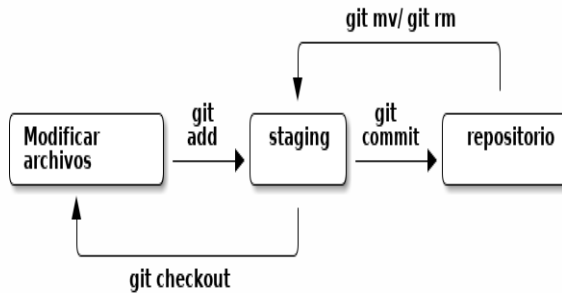 git mv/ git rm
git
add
git
commit
Modificar
archivos
staging
repositorio
git checkout